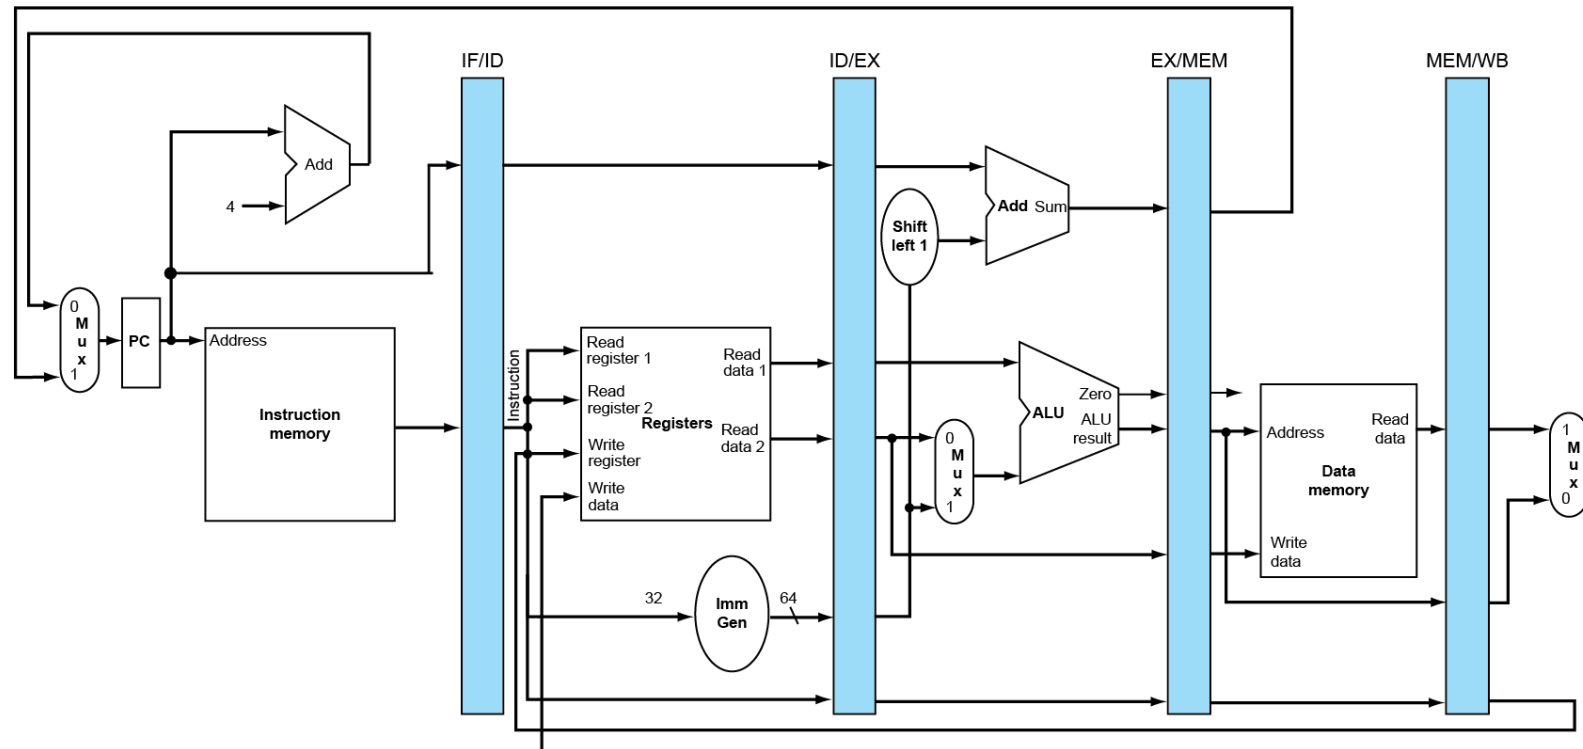 IF/ID
ID/EX
EX/MEM
MEM/WB
Add
4
Shift
left 1
Add Sum
0
M
u
x
1
PC
Address
Instruction
memory
Instruction
Read
register 1
Read
register 2
Write
register
Write
data
Registers
Read
data 1
Read
data 2
0
M
u
x
1
Zero
ALU
ALU
result
Address
Read
data
Data
memory
Write
data
1
M
u
x
0
32
Imm
Gen
64